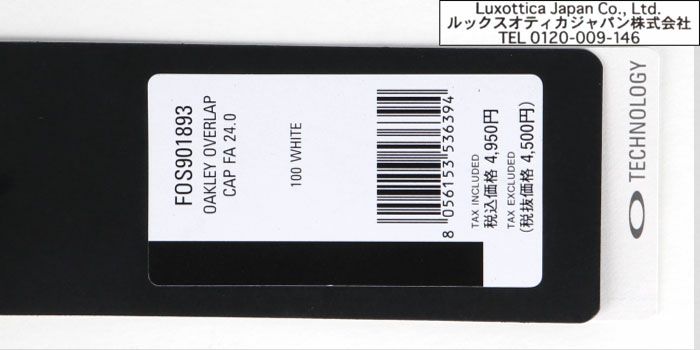 Luxottica Japan Co., Ltd.
ルックスオティカジャパン株式会社
TEL 0120-009-146
FOS901893
OAKLEY OVERLAP
CAP FA 24.0
100 WHITE
8 056153 536394
TAX INCLUDED
税込価格 4,950円
TAX EXCLUDED
(税抜価格 4,500円)
TECHNOLOGY